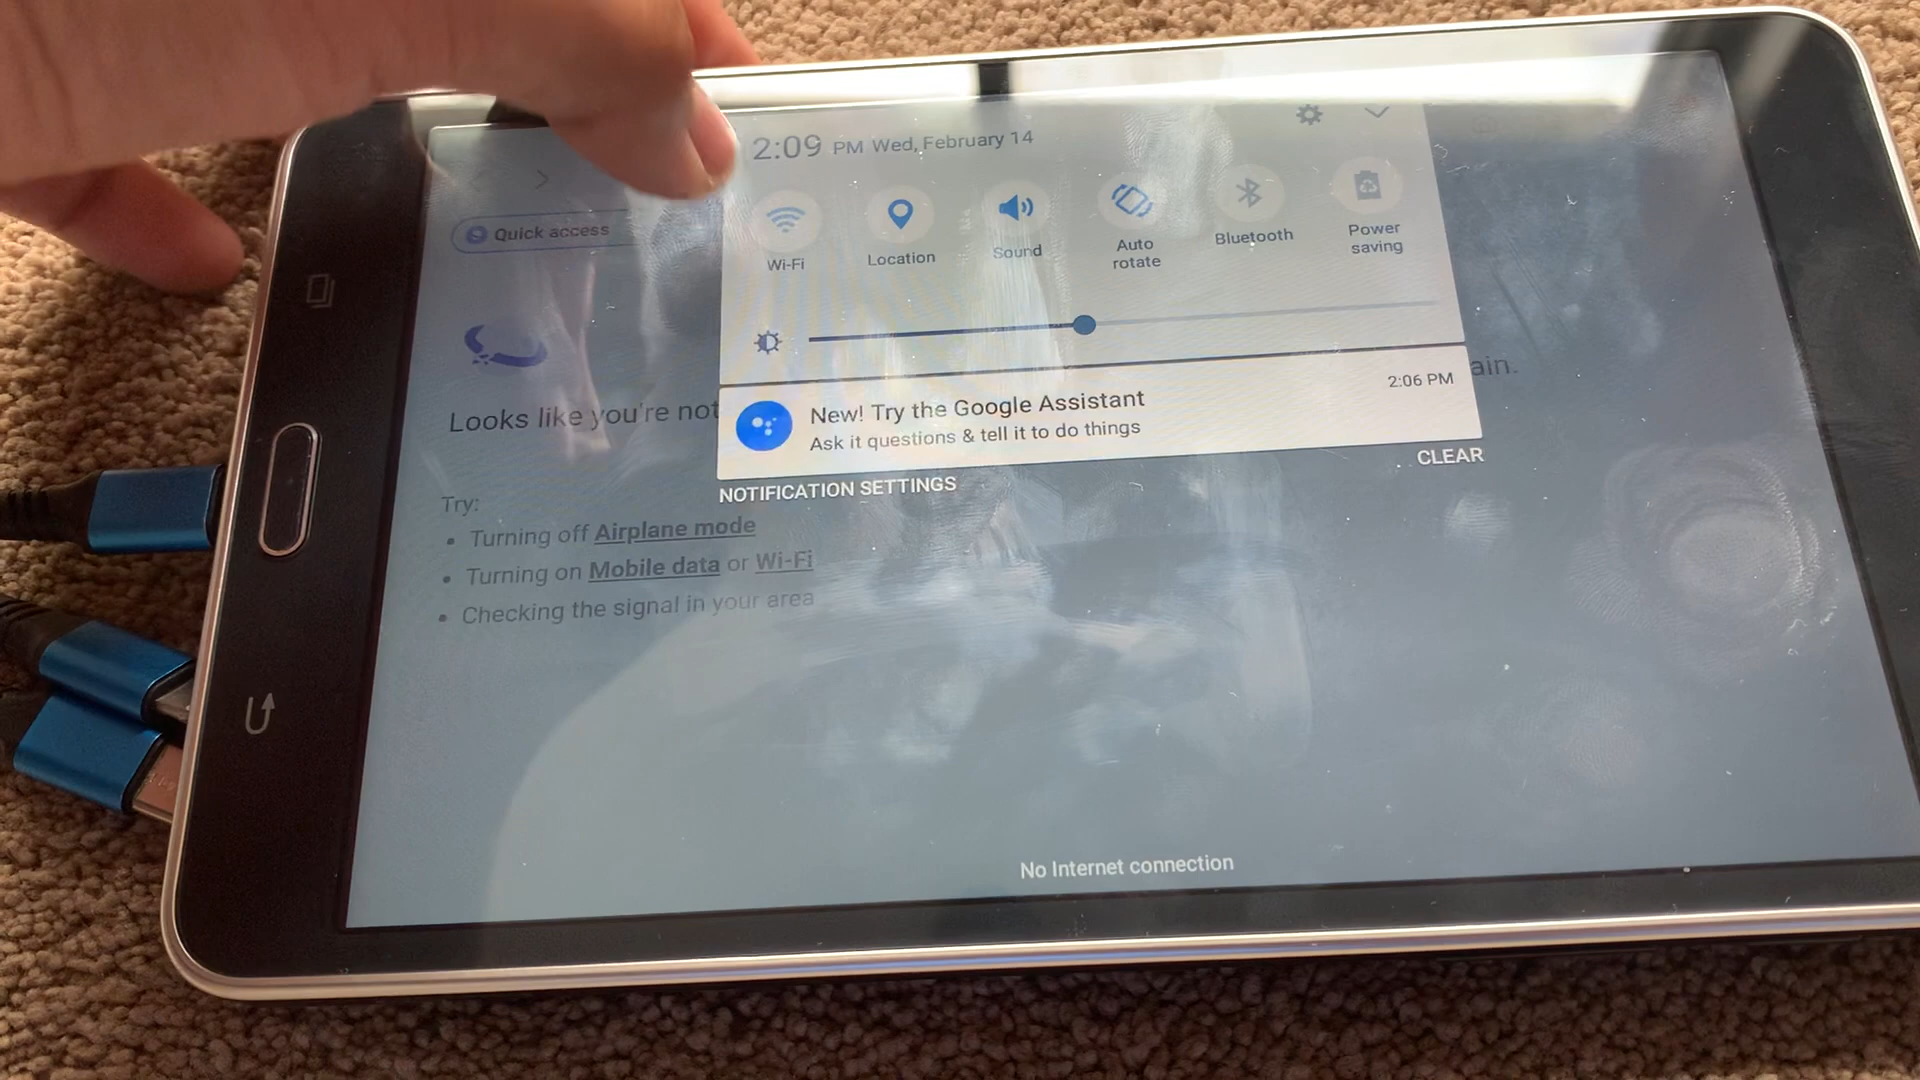 2:09 PM Wed, February 14
Quick access
Wi-Fi
Location
Sound
Auto
rotate
Bluetooth
Power
saving
Looks like you're not
ain.
2:06 PM
New! Try the Google Assistant
Ask it questions & tell it to do things
CLEAR
NOTIFICATION SETTINGS
Try:
• Turning off Airplane mode
• Turning on Mobile data or Wi-Fi
• Checking the signal in your area
No Internet connection